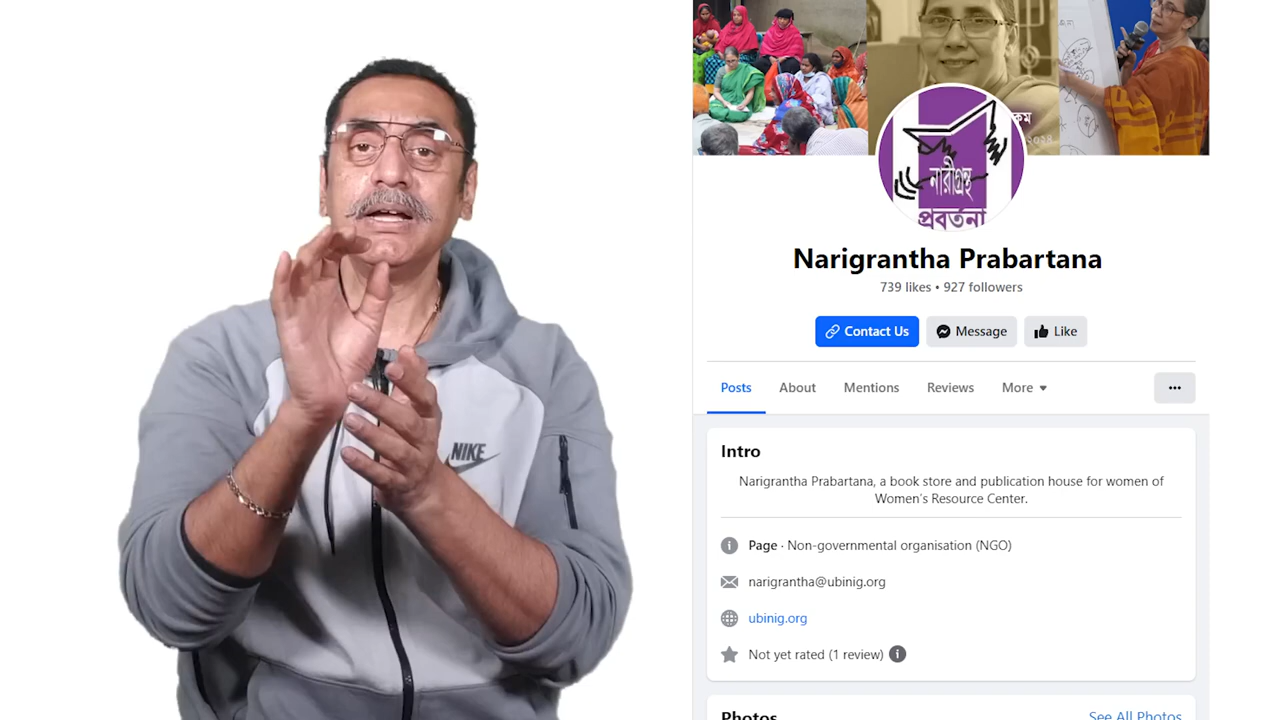 কম
২০২৪
নারীগ্রন্থ
প্রবর্তনা
Narigrantha Prabartana
739 likes • 927 followers
Contact Us
Message
Like
Posts
About
Mentions
Reviews
More
Intro
Narigrantha Prabartana, a book store and publication house for women of
Women's Resource Center.
Page · Non-governmental organisation (NGO)
narigrantha@ubinig.org
ubinig.org
Not yet rated (1 review)
Photos
See All Photos
NIKE